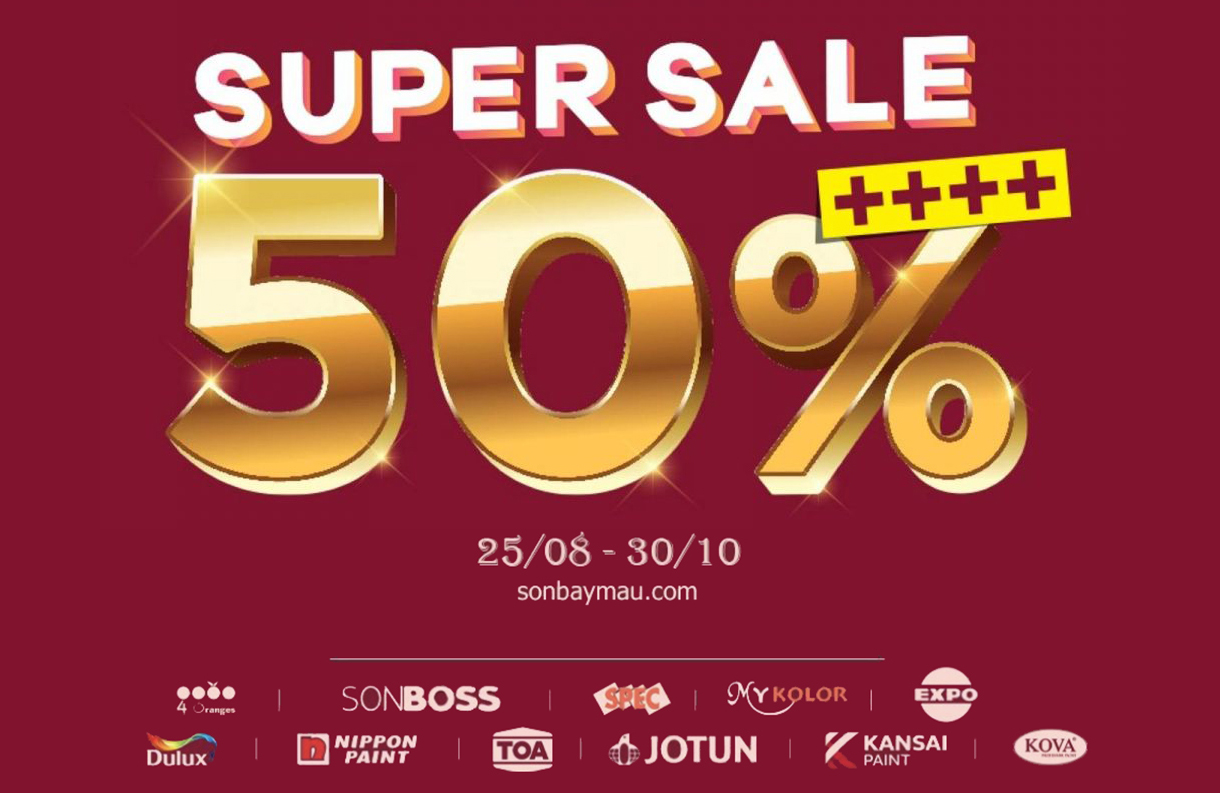 SUPER SALE
50%
++++
25/08 - 30/10
sonbaymau.com
4 Oranges
SONBOSS
SPEC
MYKOLOR
EXPO
Dulux
NIPPON PAINT
TOA
JOTUN
KANSAI PAINT
KOVA